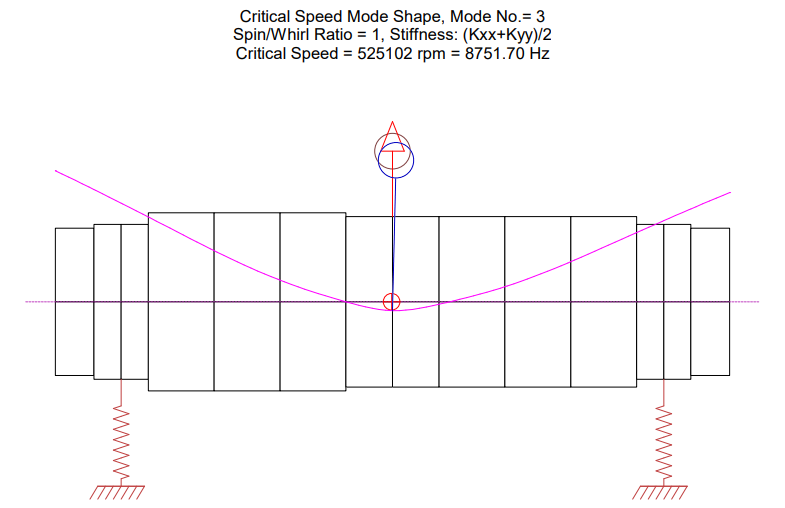 Critical Speed Mode Shape, Mode No.= 3
Spin/Whirl Ratio = 1, Stiffness: (Kxx+Kyy)/2
Critical Speed = 525102 rpm = 8751.70 Hz